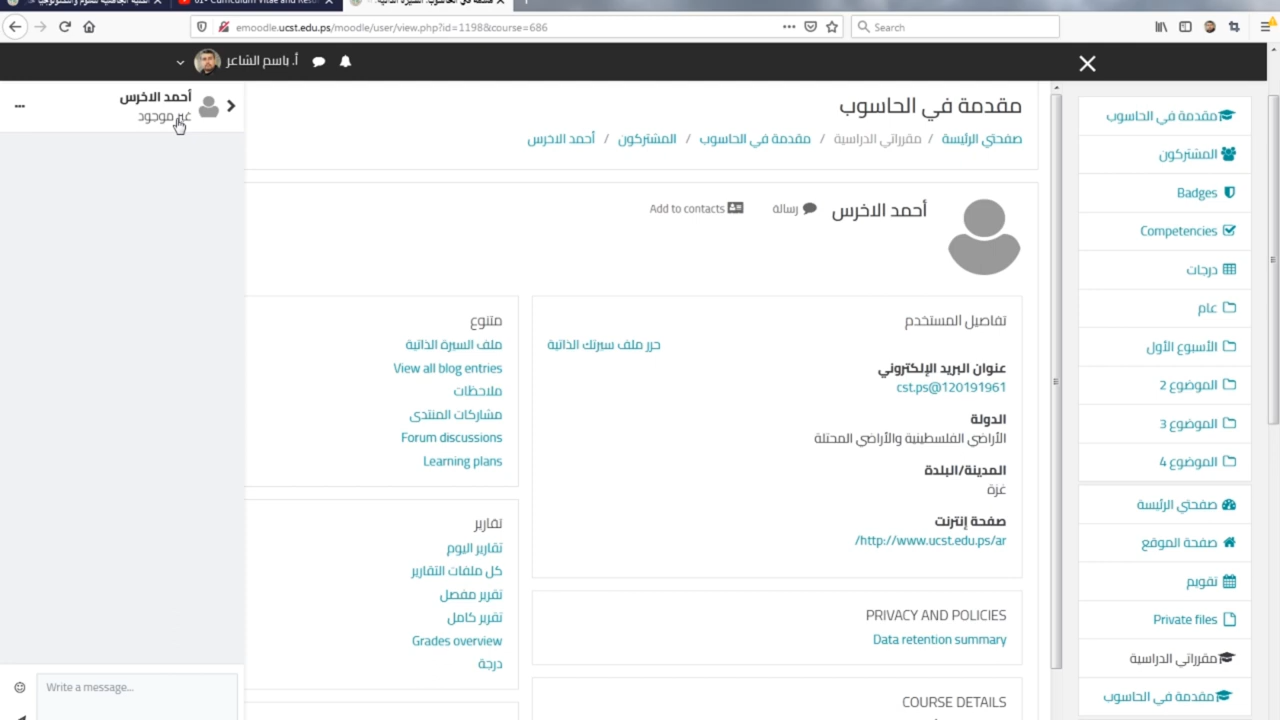 01- Curriculum Vitae and Resu
emoodle.ucst.edu.ps/moodle/user/view.php?id=1198&course=686
Search
أ. باسم الشاعر
أحمد الاخرس
غير موجود
Write a message...
مقدمة في الحاسوب
صفحتي الرئيسة / مقرراتي الدراسية / مقدمة في الحاسوب / المشتركون / أحمد الاخرس
أحمد الاخرس
رسالة
Add to contacts
تفاصيل المستخدم
حرر ملف سيرتك الذاتية
عنوان البريد الإلكتروني
cst.ps@120191961
الدولة
الأراضي الفلسطينية والأراضي المحتلة
المدينة/البلدة
غزة
صفحة إنترنت
/http://www.ucst.edu.ps/ar
PRIVACY AND POLICIES
Data retention summary
COURSE DETAILS
متنوع
ملف السيرة الذاتية
View all blog entries
ملاحظات
مشاركات المنتدى
Forum discussions
Learning plans
تقارير
تقارير اليوم
كل ملفات التقارير
تقرير مفصل
تقرير كامل
Grades overview
درجة
مقدمة في الحاسوب
المشتركون
Badges
Competencies
درجات
عام
الأسبوع الأول
الموضوع 2
الموضوع 3
الموضوع 4
صفحتي الرئيسة
صفحة الموقع
تقويم
Private files
مقرراتي الدراسية
مقدمة في الحاسوب